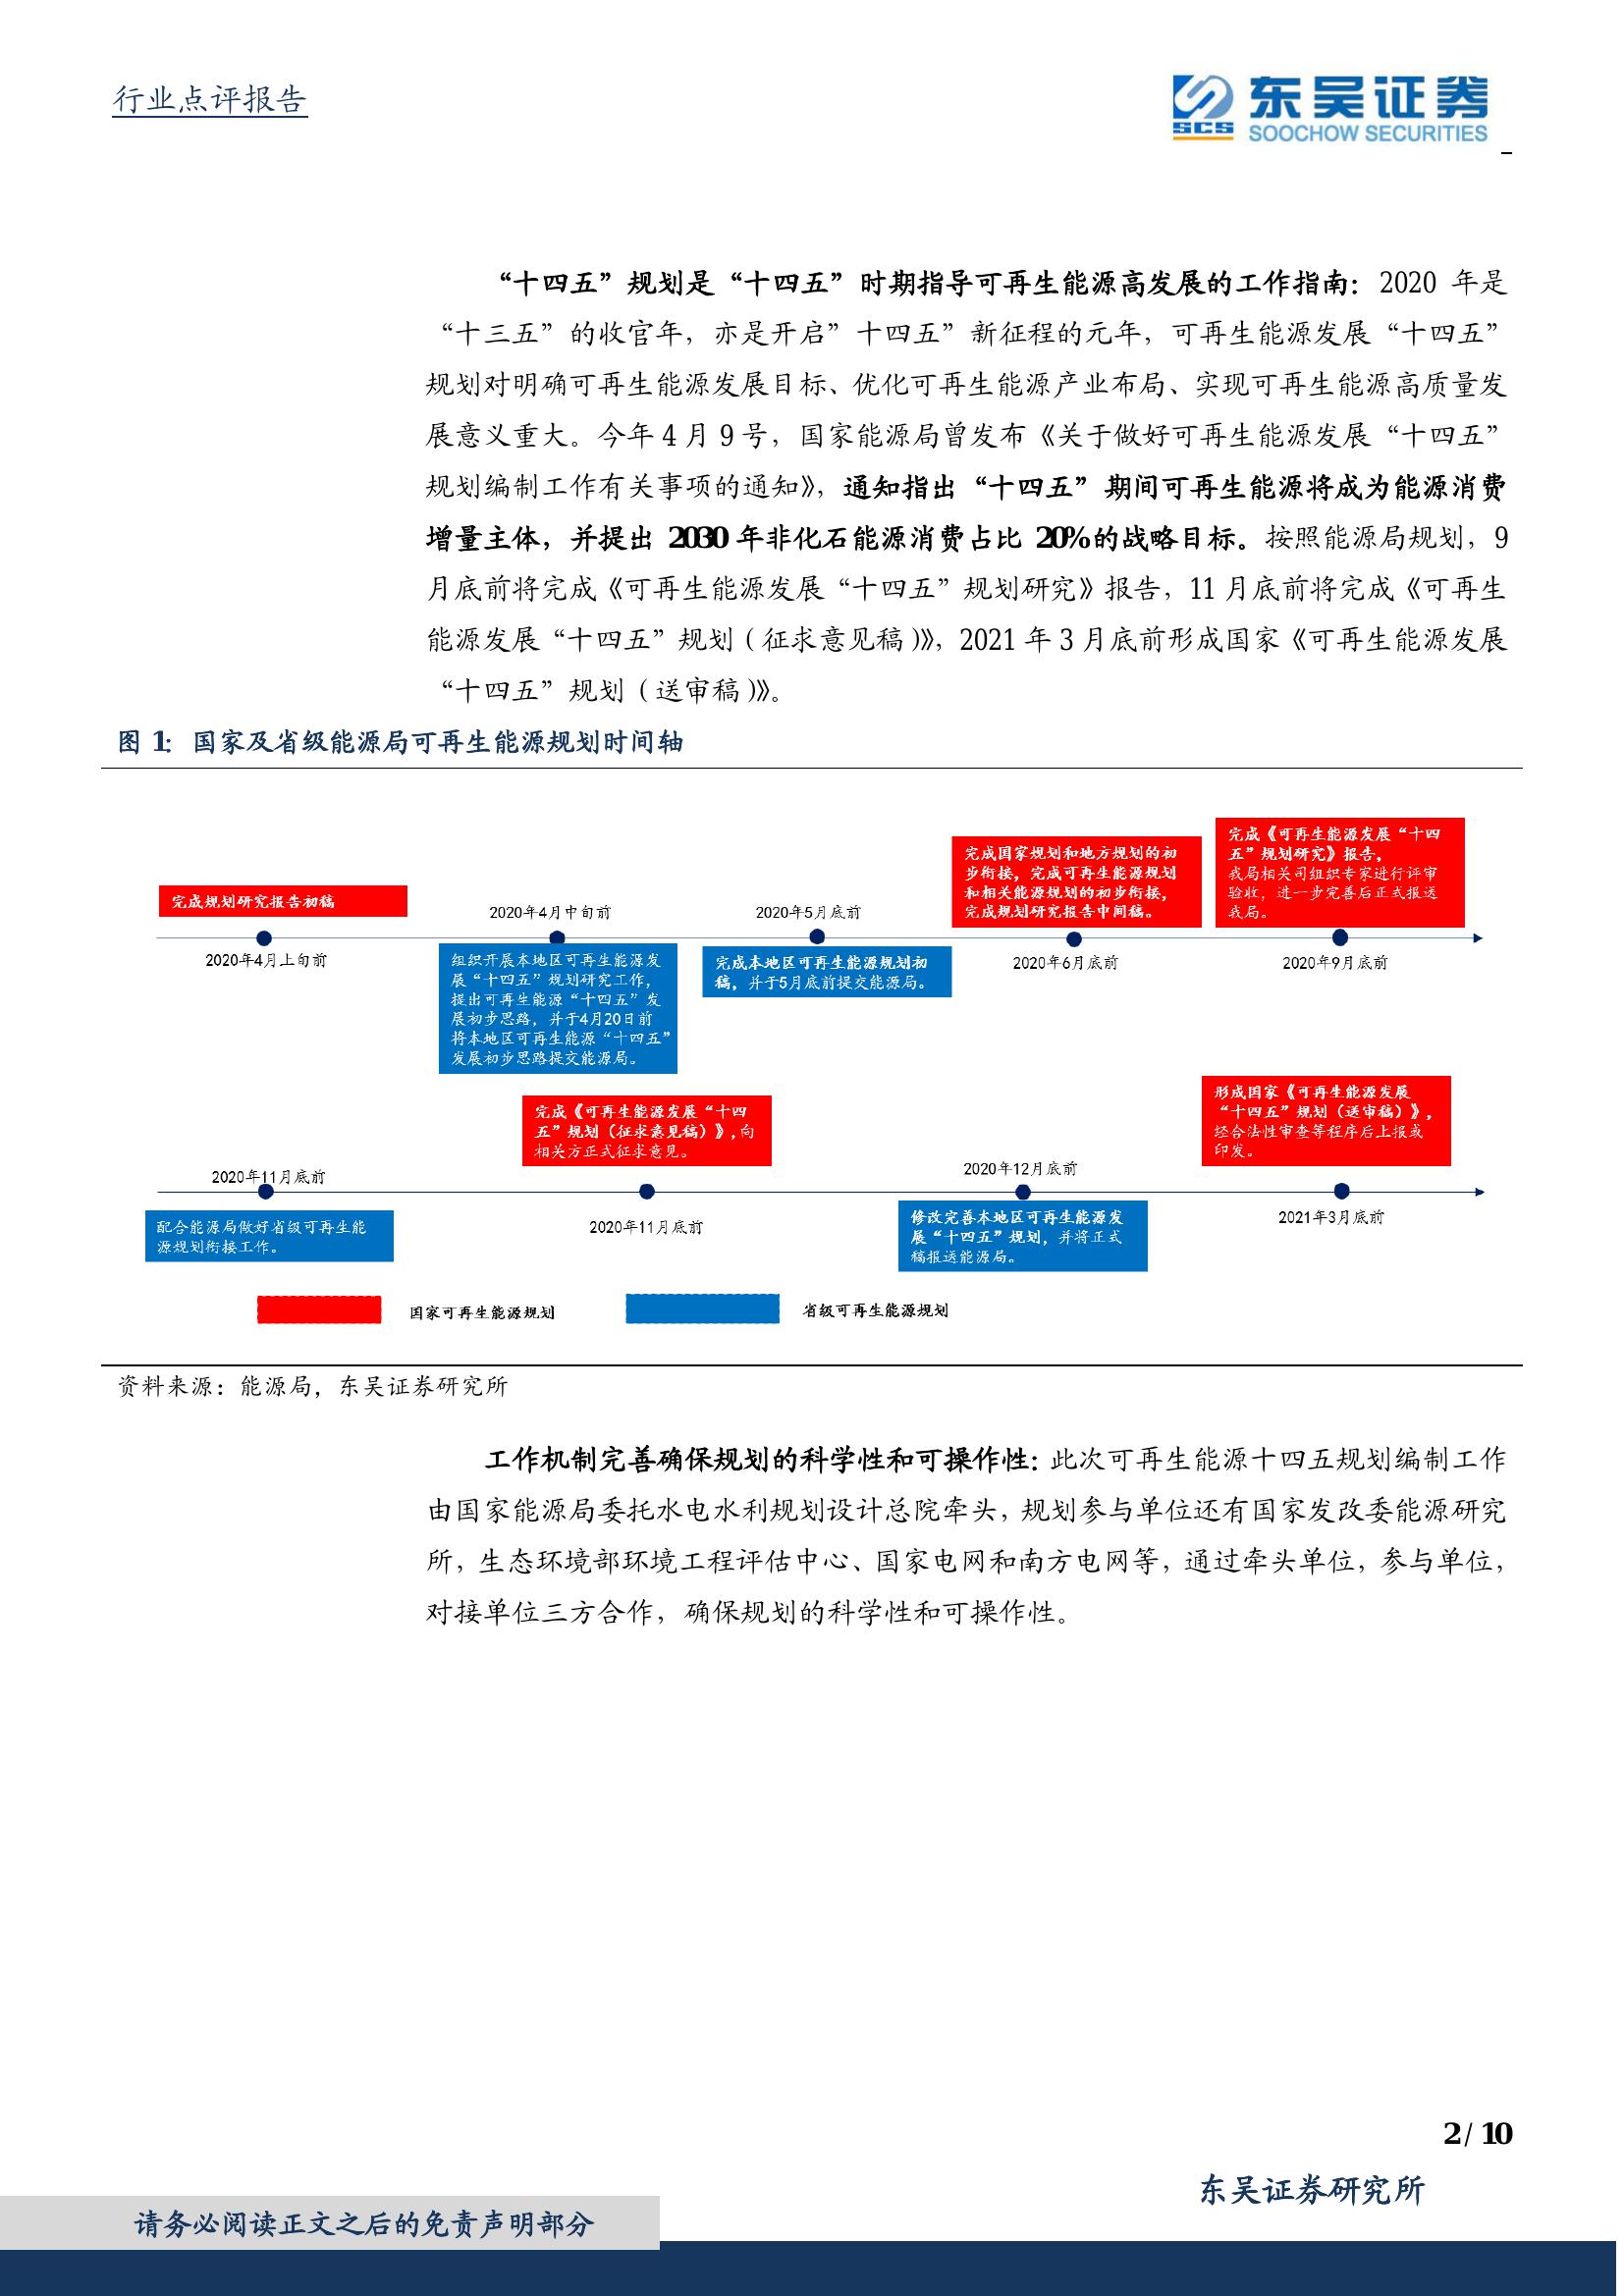 行业点评报告
SCS 东吴证券
SOOCHOW SECURITIES
“十四五”规划是“十四五”时期指导可再生能源高发展的工作指南：2020 年是
“十三五”的收官年，亦是开启”十四五”新征程的元年，可再生能源发展“十四五”
规划对明确可再生能源发展目标、优化可再生能源产业布局、实现可再生能源高质量发
展意义重大。今年 4 月 9 号，国家能源局曾发布《关于做好可再生能源发展“十四五”
规划编制工作有关事项的通知》，通知指出“十四五”期间可再生能源将成为能源消费
增量主体，并提出 2030 年非化石能源消费占比 20%的战略目标。按照能源局规划，9
月底前将完成《可再生能源发展“十四五”规划研究》报告，11 月底前将完成《可再生
能源发展“十四五”规划（征求意见稿）》，2021 年 3 月底前形成国家《可再生能源发展
“十四五”规划（送审稿）》。
图 1：国家及省级能源局可再生能源规划时间轴
完成规划研究报告初稿
2020年4月上旬前
2020年4月中旬前
组织开展本地区可再生能源发
展“十四五”规划研究工作，
提出可再生能源“十四五”发
展初步思路，并于4月20日前
将本地区可再生能源“十四五”
发展初步思路提交能源局。
2020年5月底前
完成本地区可再生能源规划初
稿，并于5月底前提交能源局。
完成国家规划和地方规划的初
步衔接，完成可再生能源规划
和相关能源规划的初步衔接，
完成规划研究报告中间稿。
2020年6月底前
完成《可再生能源发展“十四
五”规划研究》报告，
我局相关司组织专家进行评审
验收，进一步完善后正式报送
我局。
2020年9月底前
2020年11月底前
配合能源局做好省级可再生能
源规划衔接工作。
完成《可再生能源发展“十四
五”规划（征求意见稿）》，向
相关方正式征求意见。
2020年11月底前
2020年12月底前
修改完善本地区可再生能源发
展“十四五”规划，并将正式
稿报送能源局。
形成国家《可再生能源发展
“十四五”规划（送审稿）》，
经合法性审查等程序后上报或
印发。
2021年3月底前
国家可再生能源规划
省级可再生能源规划
资料来源：能源局，东吴证券研究所
工作机制完善确保规划的科学性和可操作性：此次可再生能源十四五规划编制工作
由国家能源局委托水电水利规划设计总院牵头，规划参与单位还有国家发改委能源研究
所，生态环境部环境工程评估中心、国家电网和南方电网等，通过牵头单位，参与单位，
对接单位三方合作，确保规划的科学性和可操作性。
2 / 10
东吴证券研究所
请务必阅读正文之后的免责声明部分